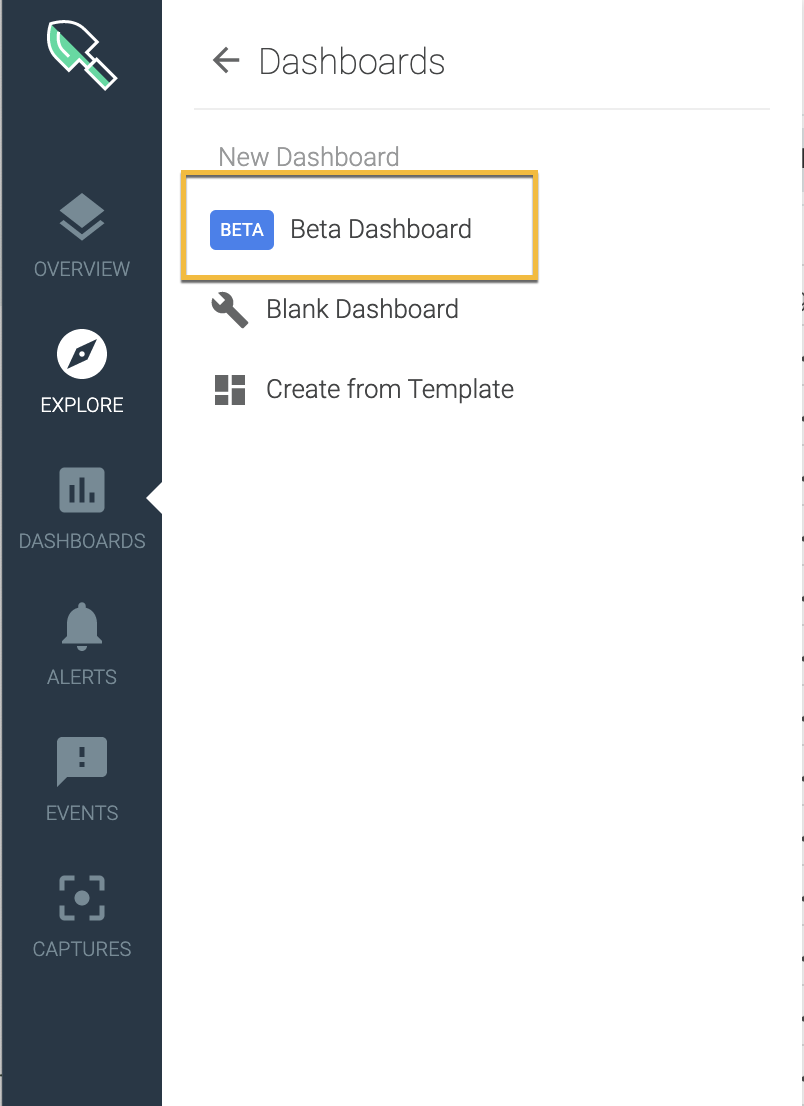 Dashboards
New Dashboard
BETA Beta Dashboard
Blank Dashboard
Create from Template
OVERVIEW
EXPLORE
DASHBOARDS
ALERTS
EVENTS
CAPTURES